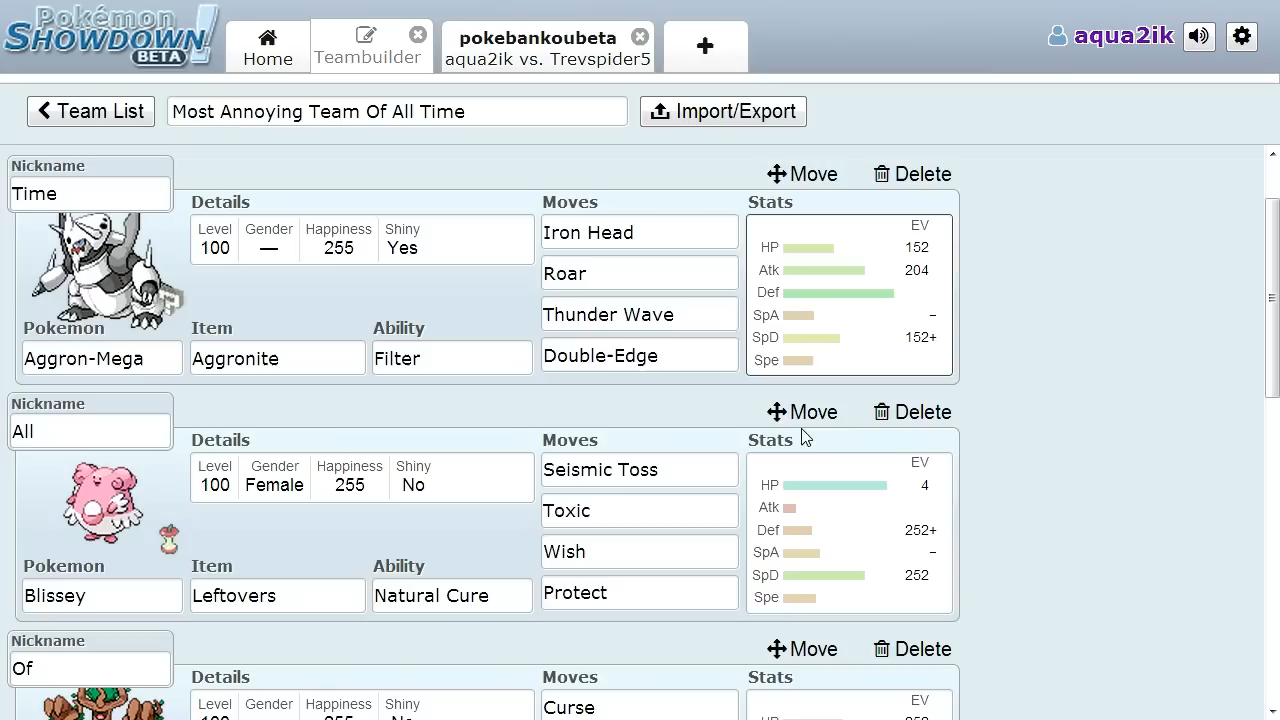 Pokémon
SHOWDOWN!
BETA
Home
Teambuilder
pokebankoubeta
aqua2ik vs. Trevspider5
aqua2ik
Team List
Most Annoying Team Of All Time
Import/Export
Nickname
Time
Move
Delete
Details
Moves
Stats
Level
Gender
Happiness
Shiny
100
—
255
Yes
Iron Head
Roar
Thunder Wave
Double-Edge
EV
HP 152
Atk 204
Def
SpA –
SpD 152+
Spe
Pokemon
Item
Ability
Aggron-Mega
Aggronite
Filter
Nickname
All
Move
Delete
Details
Moves
Stats
Level
Gender
Happiness
Shiny
100
Female
255
No
Seismic Toss
Toxic
Wish
Protect
EV
HP 4
Atk
Def 252+
SpA –
SpD 252
Spe
Pokemon
Item
Ability
Blissey
Leftovers
Natural Cure
Nickname
Of
Move
Delete
Details
Moves
Stats
Level
Gender
Happiness
Shiny
Curse
EV